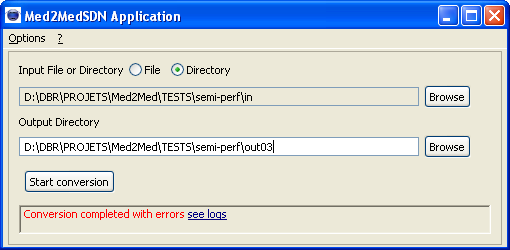 Med2MedSDN Application
Options ?
Input File or Directory File Directory
D:\DBR\PROJETS\Med2Med\TESTS\semi-perf\in Browse
Output Directory
D:\DBR\PROJETS\Med2Med\TESTS\semi-perf\out03 Browse
Start conversion
Conversion completed with errors see logs